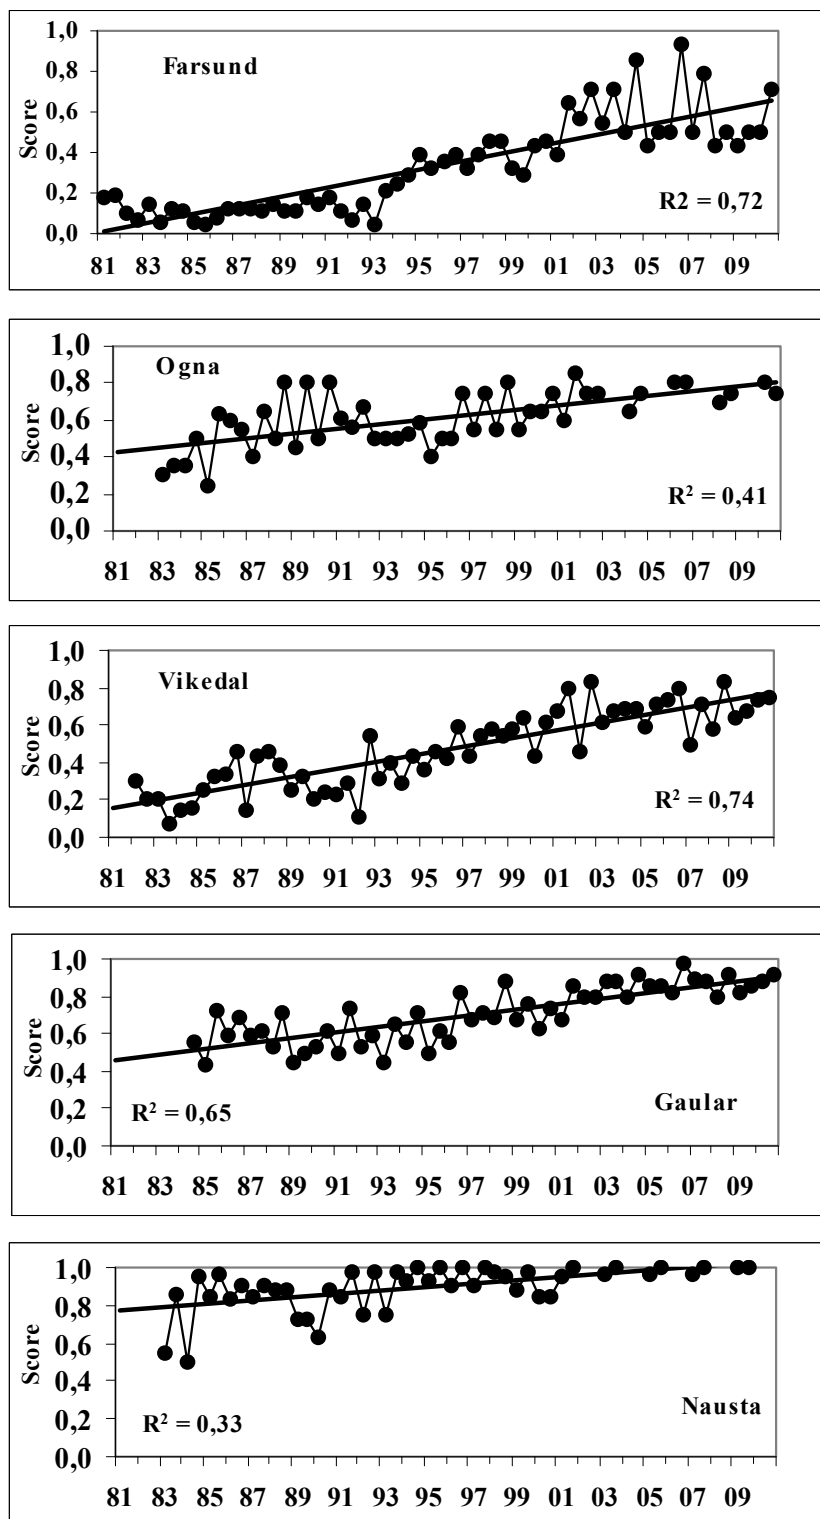 1,0
Farsund
0,8
0,6
Score
0,4
0,2
R2 = 0,72
0,0
81 83 85 87 89 91 93 95 97 99 01 03 05 07 09
1,0
Ogna
0,8
0,6
Score
0,4
0,2
R² = 0,41
0,0
81 83 85 87 89 91 93 95 97 99 01 03 05 07 09
1,0
Vikedal
0,8
0,6
Score
0,4
0,2
R² = 0,74
0,0
81 83 85 87 89 91 93 95 97 99 01 03 05 07 09
1,0
0,8
0,6
Score
0,4
0,2
R² = 0,65
Gaular
0,0
81 83 85 87 89 91 93 95 97 99 01 03 05 07 09
1,0
0,8
0,6
Score
0,4
0,2
R² = 0,33
Nausta
0,0
81 83 85 87 89 91 93 95 97 99 01 03 05 07 09